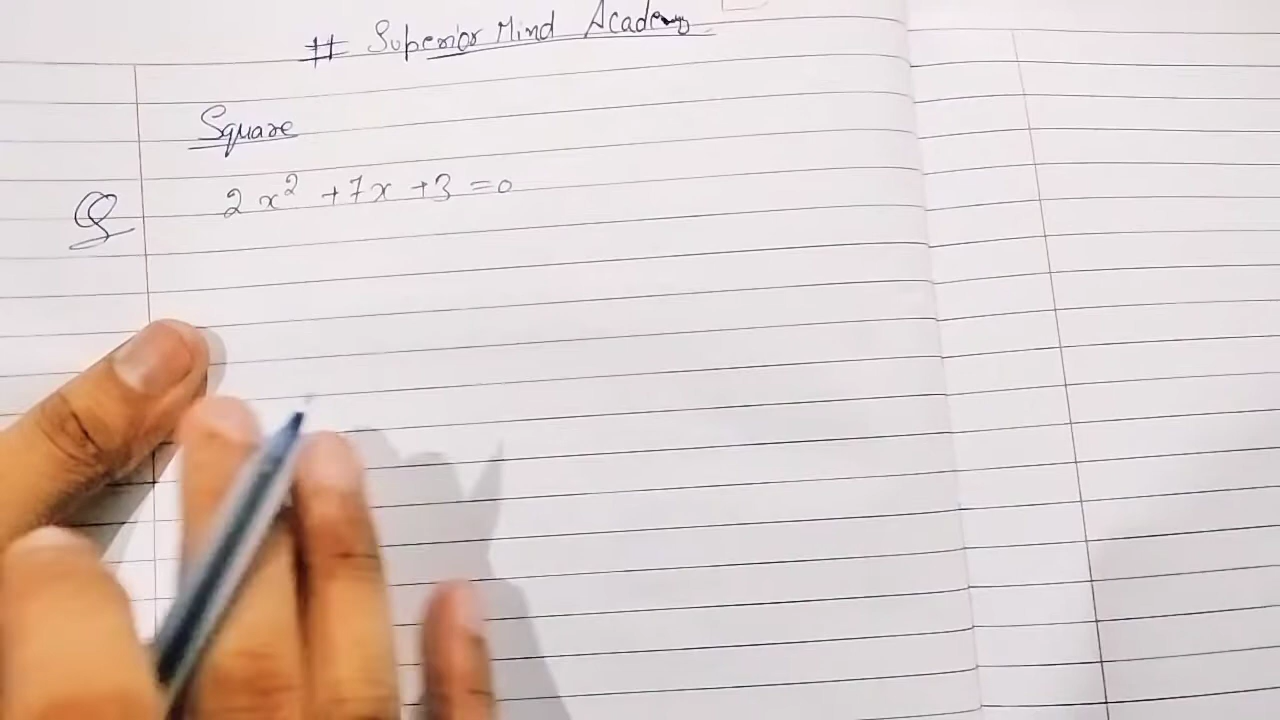 # Superior Mind Academy
Square
Q 2x² + 7x + 3 = 0